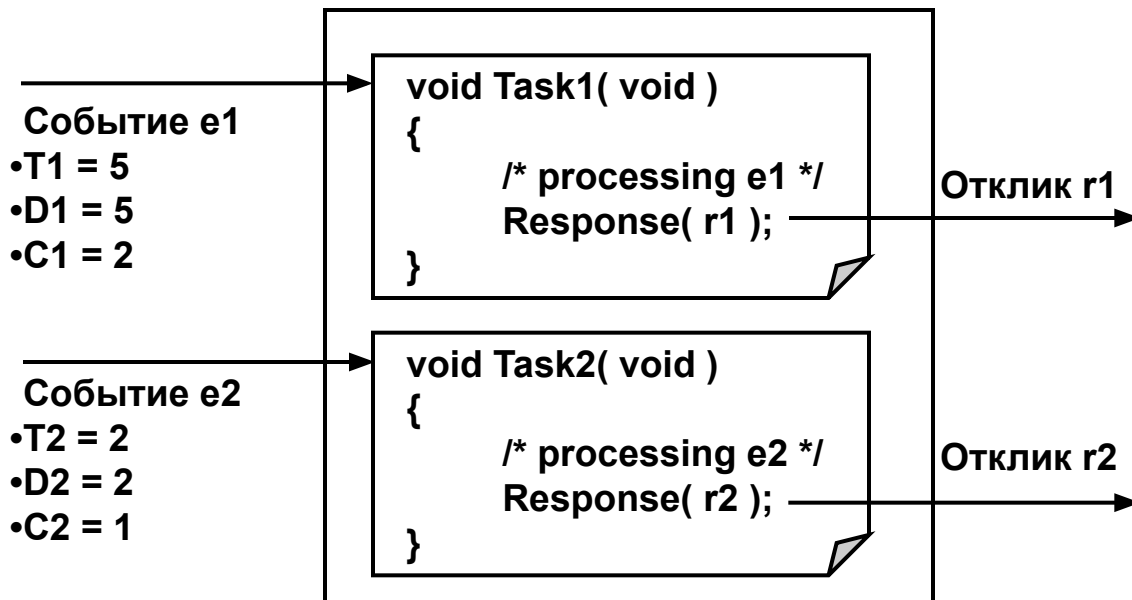 void Task1( void )
{
/* processing e1 */
Response( r1 );
}
Событие e1
•T1 = 5
•D1 = 5
•C1 = 2
Отклик r1
void Task2( void )
{
/* processing e2 */
Response( r2 );
}
Событие e2
•T2 = 2
•D2 = 2
•C2 = 1
Отклик r2